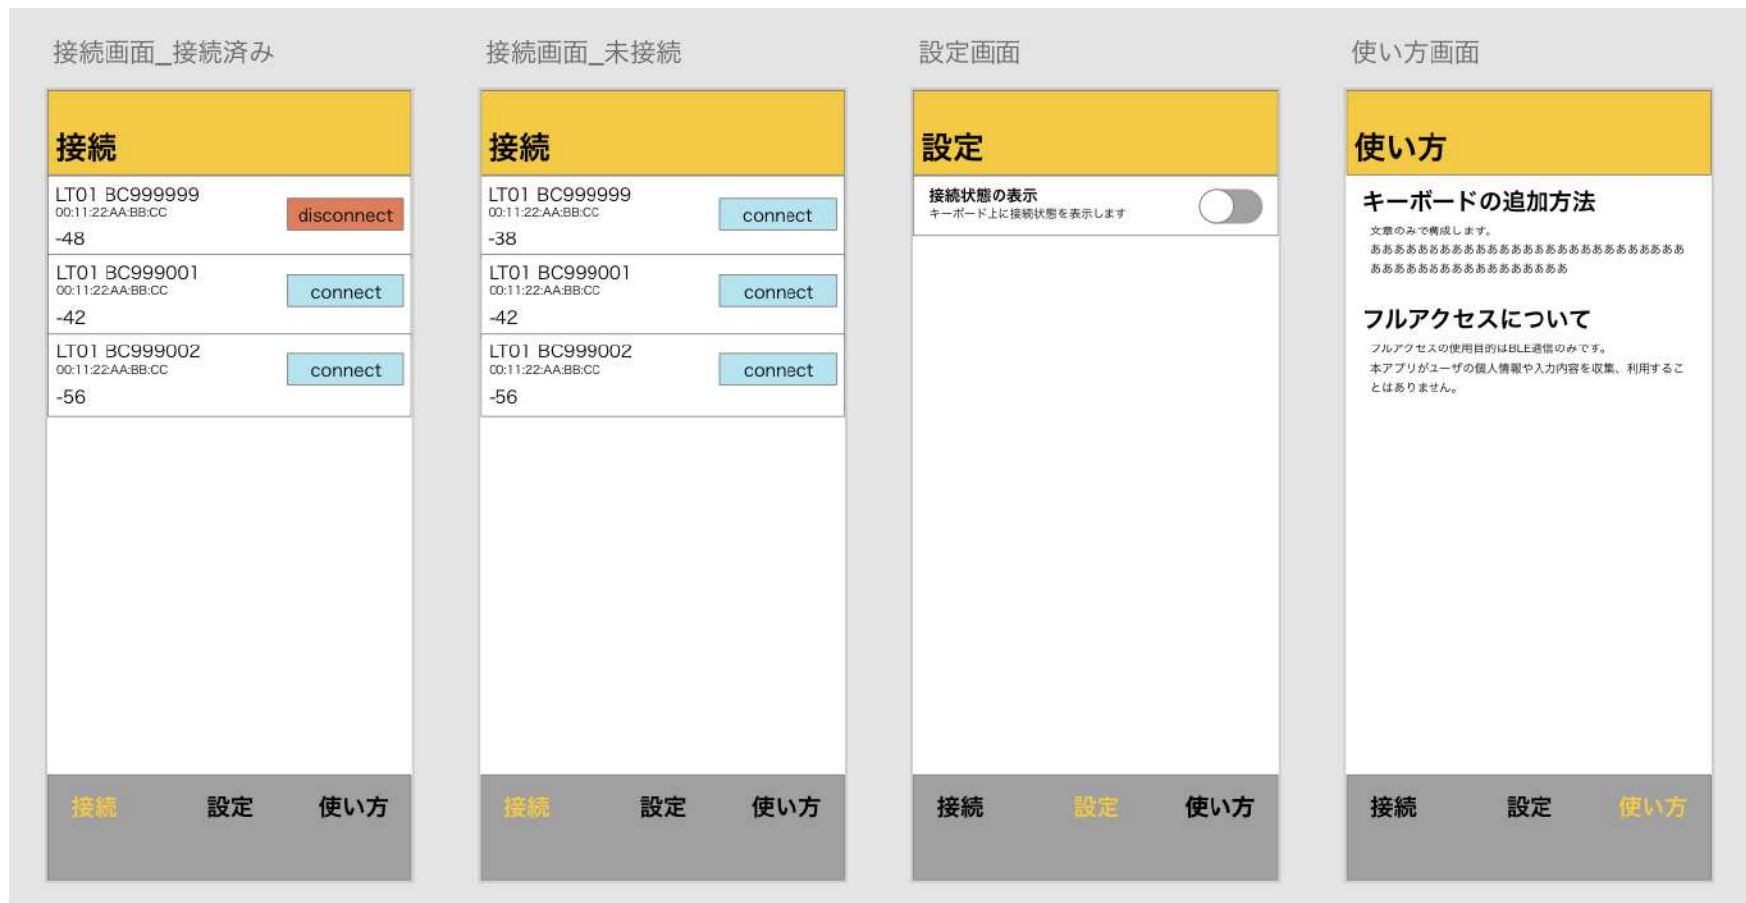 接続画面_接続済み
接続
LT01 BC999999
00:11:22:AA:BB:CC
disconnect
-48
LT01 BC999001
00:11:22:AA:BB:CC
connect
-42
LT01 BC999002
00:11:22:AA:BB:CC
connect
-56
接続 設定 使い方
接続画面_未接続
接続
LT01 BC999999
00:11:22:AA:BB:CC
connect
-38
LT01 BC999001
00:11:22:AA:BB:CC
connect
-42
LT01 BC999002
00:11:22:AA:BB:CC
connect
-56
接続 設定 使い方
設定画面
設定
接続状態の表示
キーボード上に接続状態を表示します
接続 設定 使い方
使い方画面
使い方
キーボードの追加方法
文章のみで構成します。
あああああああああああああああああああああああああああ
あああああああああああああああああ
フルアクセスについて
フルアクセスの使用目的はBLE通信のみです。
本アプリがユーザの個人情報や入力内容を収集、利用するこ
とはありません。
接続 設定 使い方